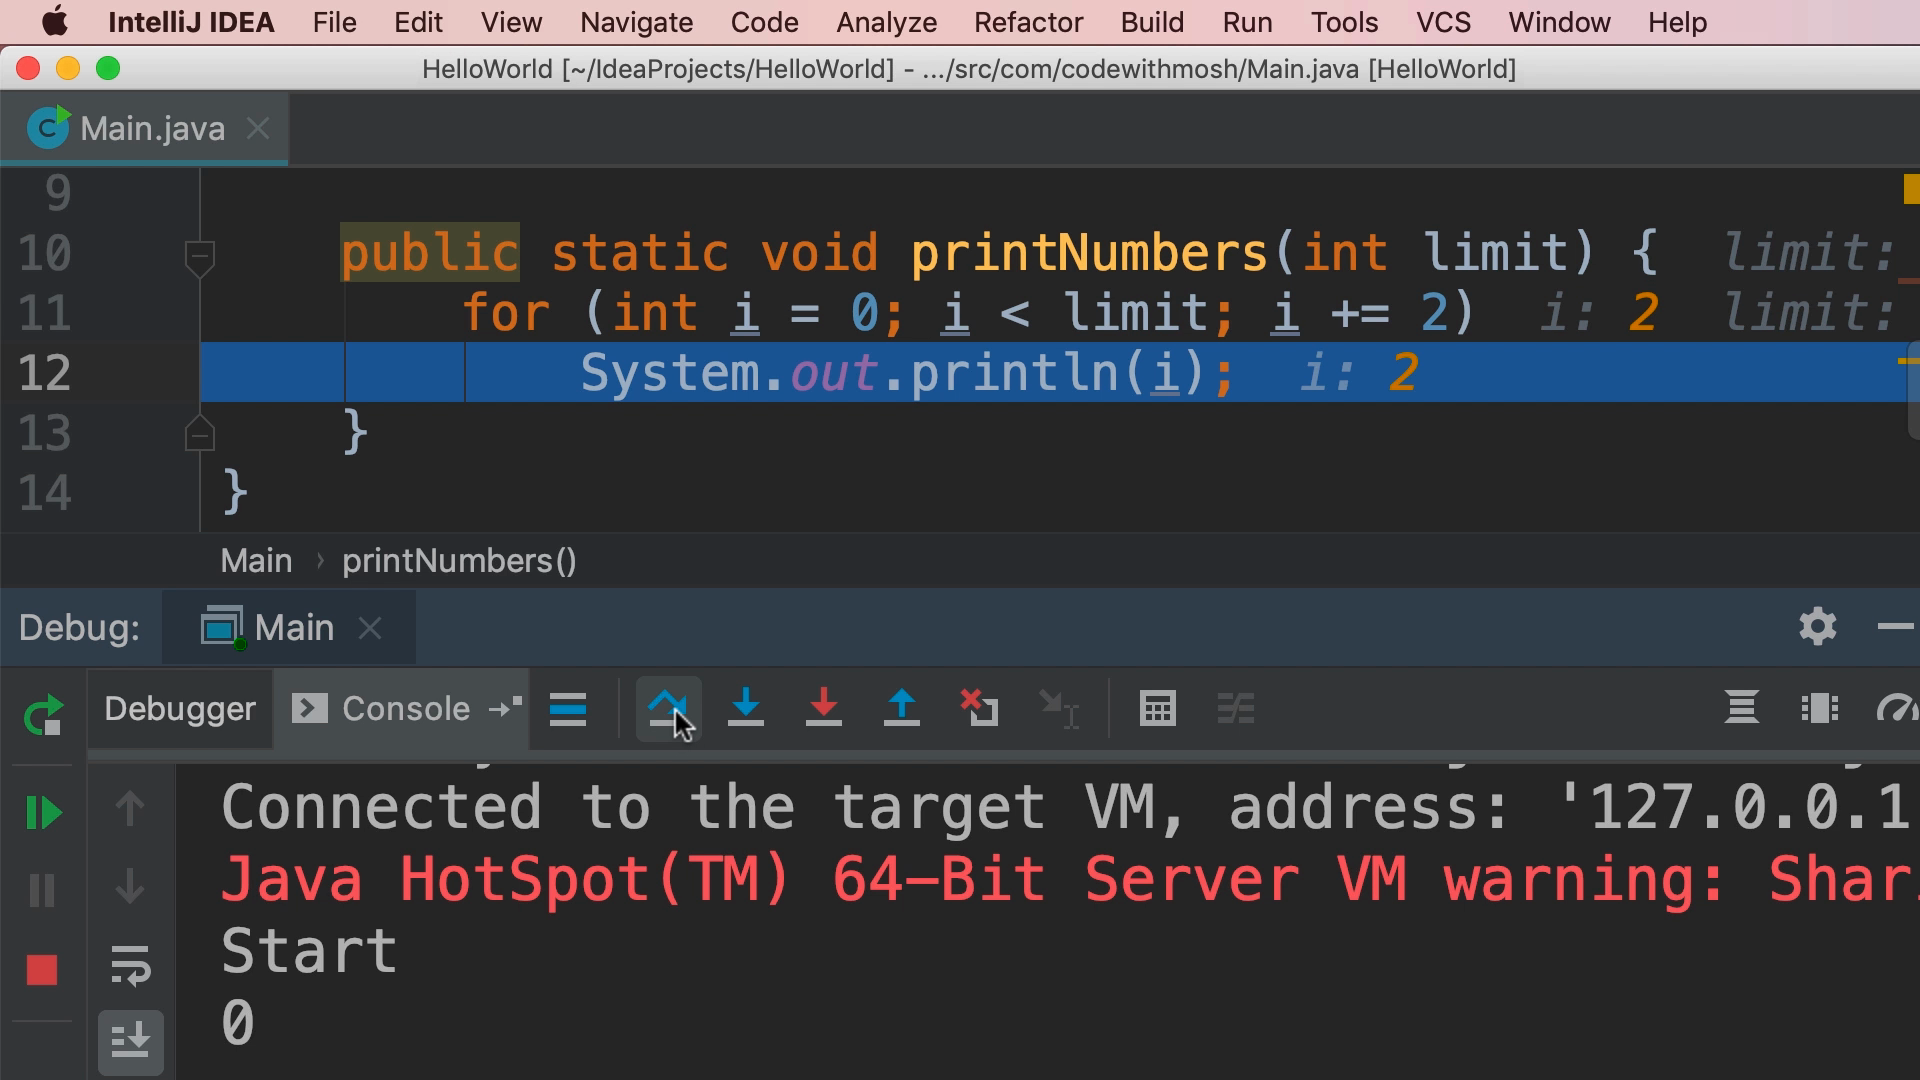 IntelliJ IDEA File Edit View Navigate Code Analyze Refactor Build Run Tools VCS Window Help
HelloWorld [~/IdeaProjects/HelloWorld] - .../src/com/codewithmosh/Main.java [HelloWorld]
C Main.java
9
10 public static void printNumbers(int limit) { limit:
11 for (int i = 0; i < limit; i += 2) i: 2 limit:
12 System.out.println(i); i: 2
13 }
14 }
Main › printNumbers()
Debug: Main
Debugger Console
Connected to the target VM, address: '127.0.0.1
Java HotSpot(TM) 64-Bit Server VM warning: Shar
Start
0